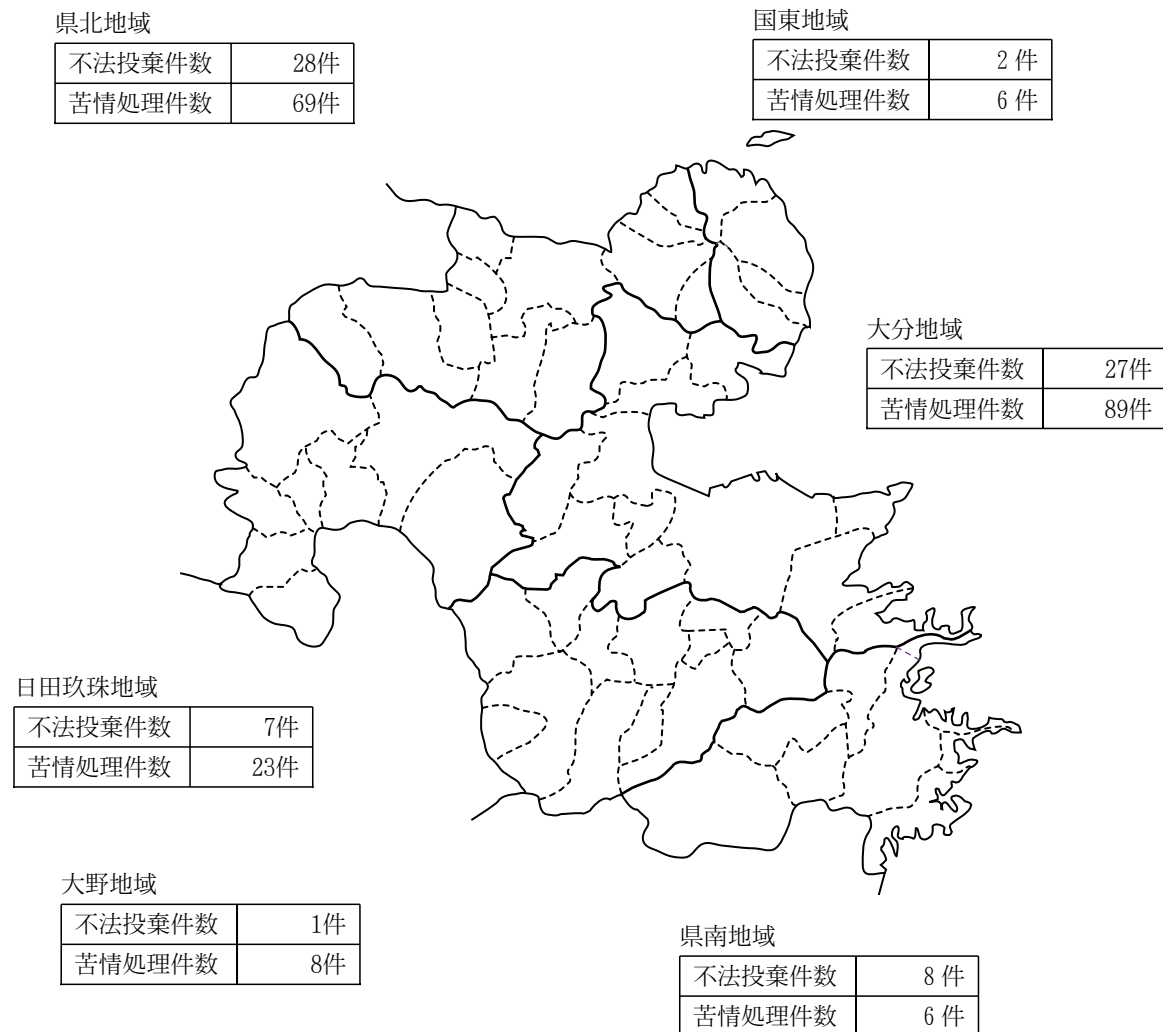 県北地域
不法投棄件数 28件
苦情処理件数 69件
国東地域
不法投棄件数 2 件
苦情処理件数 6 件
大分地域
不法投棄件数 27件
苦情処理件数 89件
日田玖珠地域
不法投棄件数 7件
苦情処理件数 23件
大野地域
不法投棄件数 1件
苦情処理件数 8件
県南地域
不法投棄件数 8 件
苦情処理件数 6 件